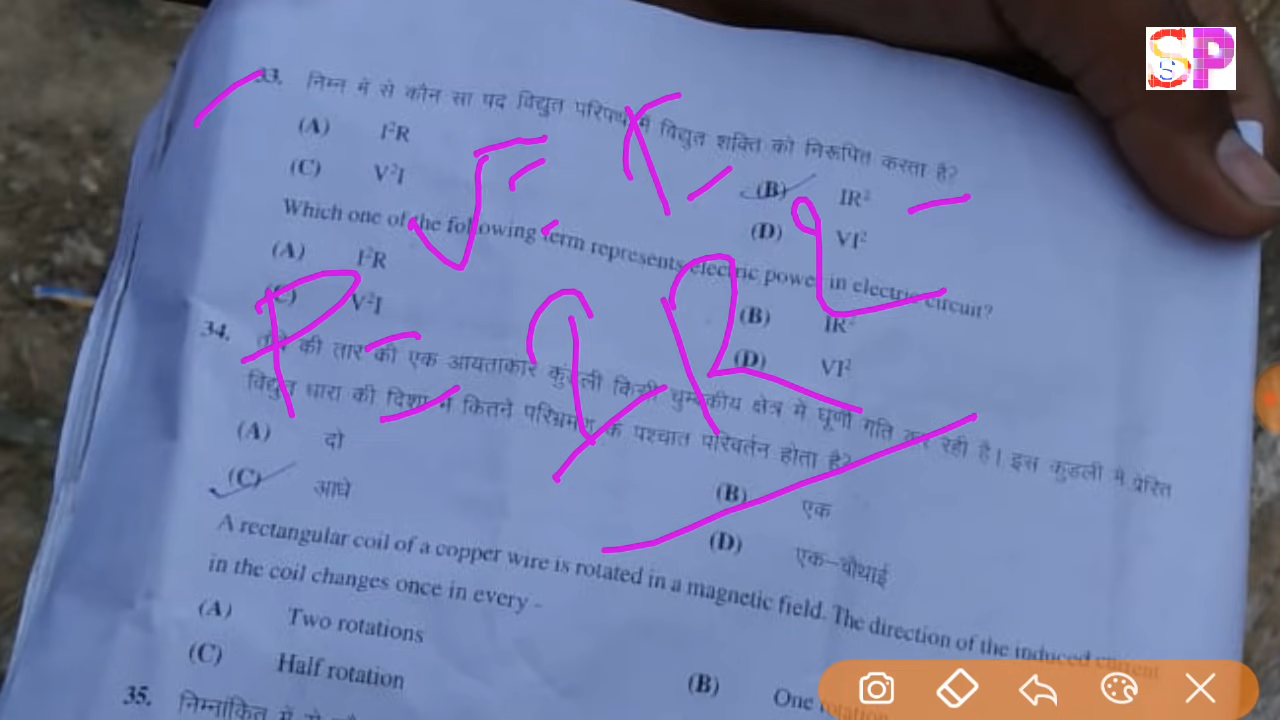 SP
S
33. निम्न में से कौन सा पद विद्युत परिपथ में विद्युत शक्ति को निरूपित करता है?
(A) I²R (B) IR²
(C) V²I (D) VI²
Which one of the following term represents electric power in electric circuit?
(A) I²R (B) IR²
(C) V²I (D) VI²
34. ताँबे की तार की एक आयताकार कुंडली किसी चुम्बकीय क्षेत्र में घूर्णी गति कर रही है। इस कुंडली में प्रेरित
विद्युत धारा की दिशा में कितने परिभ्रमण के पश्चात परिवर्तन होता है?
(A) दो (B) एक
(C) आधे (D) एक–चौथाई
A rectangular coil of a copper wire is rotated in a magnetic field. The direction of the induced current
in the coil changes once in every -
(A) Two rotations (B) One rotation
(C) Half rotation
35. निम्नांकित में से